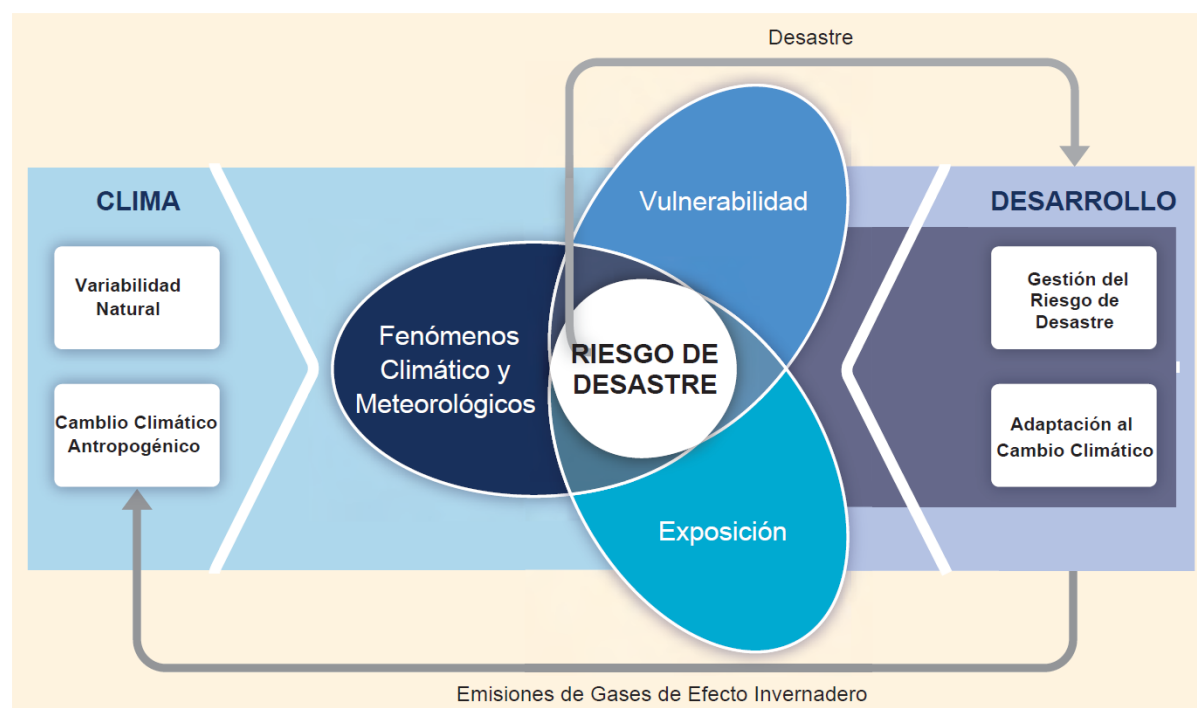 Desastre
CLIMA
Variabilidad
Natural
Camblio Climático
Antropogénico
Vulnerabilidad
Fenómenos
Climático y
Meteorológicos
RIESGO DE
DESASTRE
Exposición
DESARROLLO
Gestión del
Riesgo de
Desastre
Adaptación al
Cambio Climático
Emisiones de Gases de Efecto Invernadero